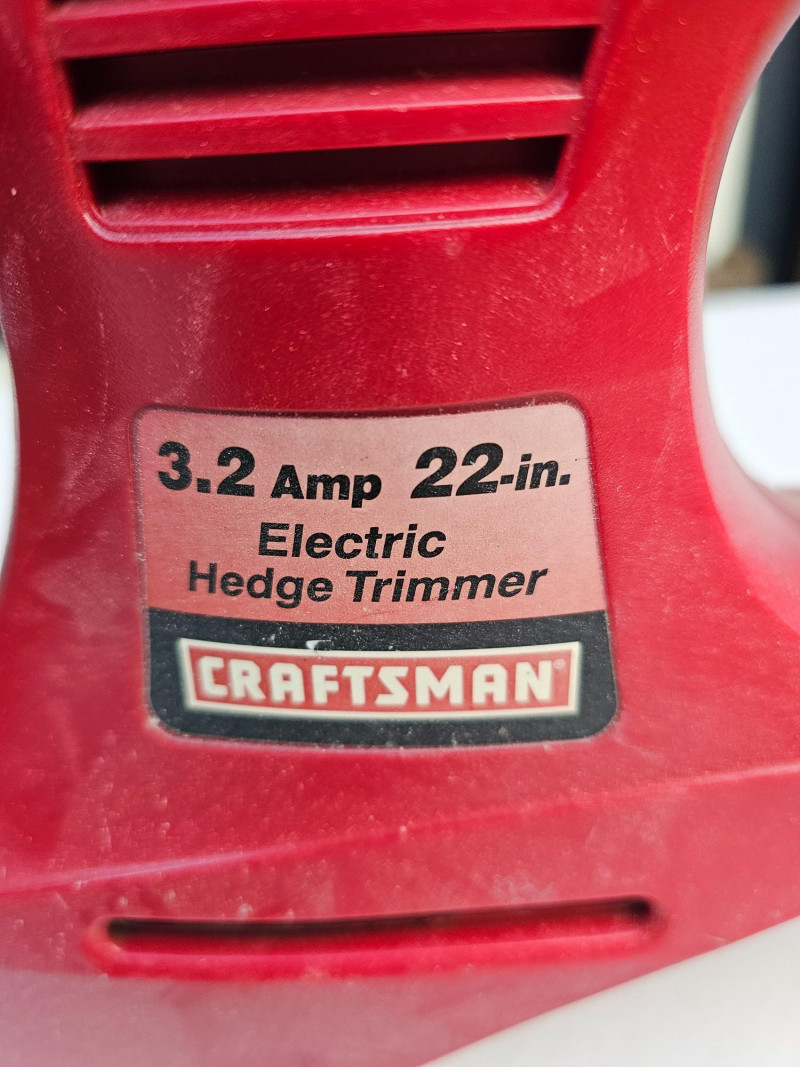 3.2 Amp 22-in.
Electric
Hedge Trimmer
CRAFTSMAN®